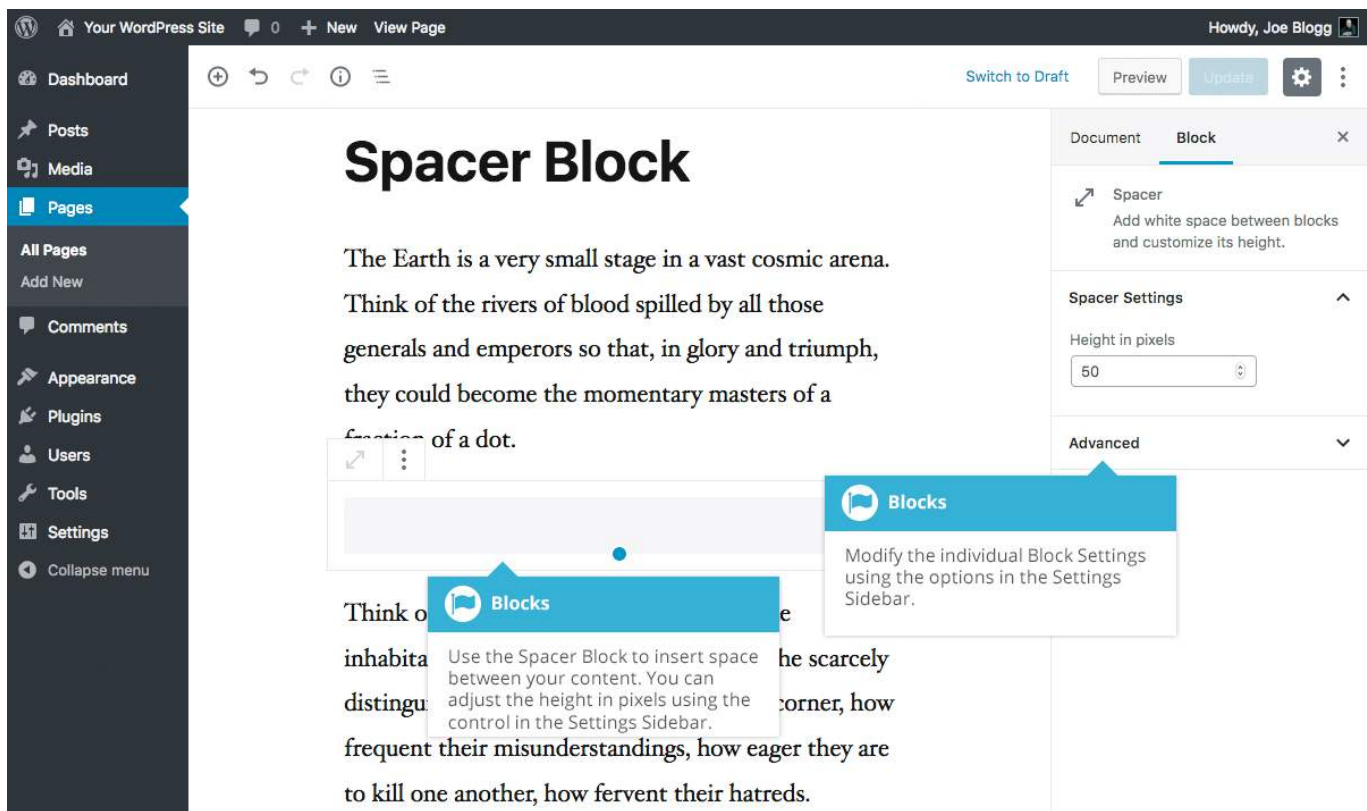 Your WordPress Site 0 New View Page Howdy, Joe Blogg
Dashboard
Posts
Media
Pages
All Pages
Add New
Comments
Appearance
Plugins
Users
Tools
Settings
Collapse menu
Switch to Draft Preview Update
Spacer Block
The Earth is a very small stage in a vast cosmic arena.
Think of the rivers of blood spilled by all those
generals and emperors so that, in glory and triumph,
they could become the momentary masters of a
fraction of a dot.
Blocks
Use the Spacer Block to insert space
between your content. You can
adjust the height in pixels using the
control in the Settings Sidebar.
Think
inhabita he scarcely
distingu corner, how
frequent their misunderstandings, how eager they are
to kill one another, how fervent their hatreds.
Document Block
Spacer
Add white space between blocks
and customize its height.
Spacer Settings
Height in pixels
50
Advanced
Blocks
Modify the individual Block Settings
using the options in the Settings
Sidebar.